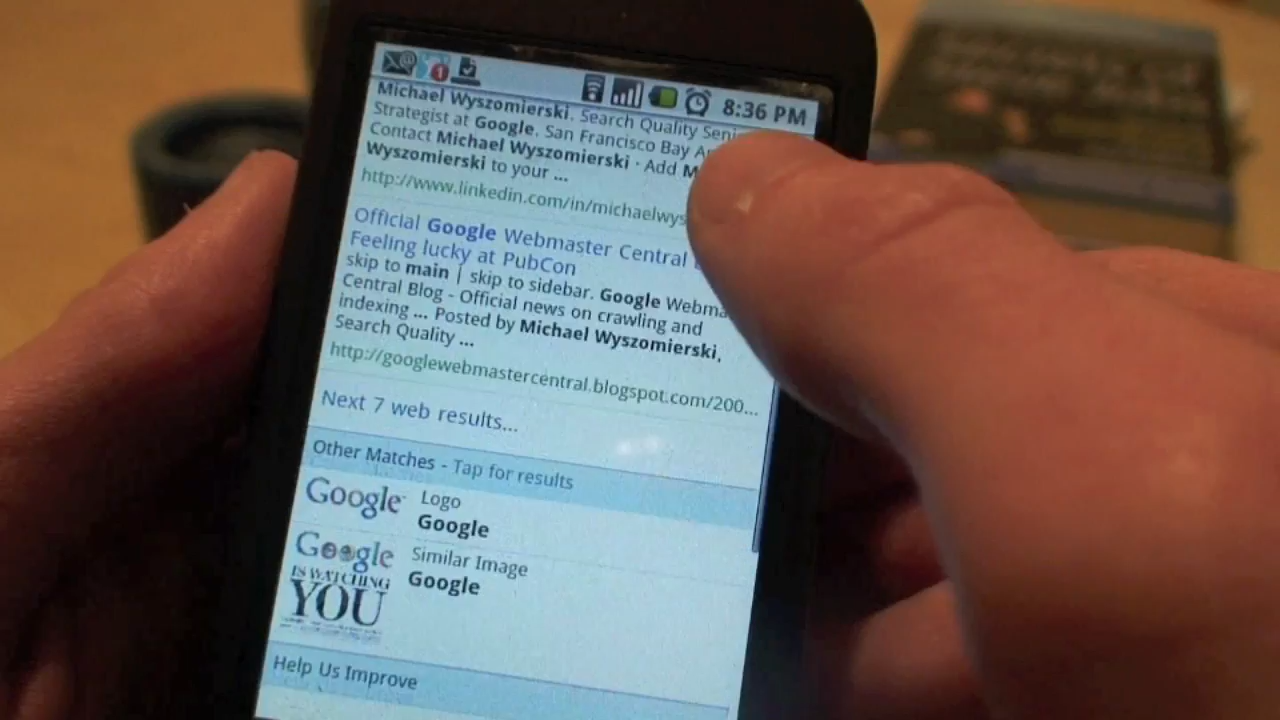 8:36 PM
Michael Wyszomierski. Search Quality Seni
Strategist at Google. San Francisco Bay
Contact Michael Wyszomierski · Add
Wyszomierski to your ...
http://www.linkedin.com/in/michaelwys
Official Google Webmaster Central
Feeling lucky at PubCon
skip to main | skip to sidebar. Google Webma
Central Blog - Official news on crawling and
indexing ... Posted by Michael Wyszomierski,
Search Quality ...
http://googlewebmastercentral.blogspot.com/200...
Next 7 web results...
Other Matches - Tap for results
Google
Logo
Google
Google
IS WATCHING
YOU
Similar Image
Google
Help Us Improve